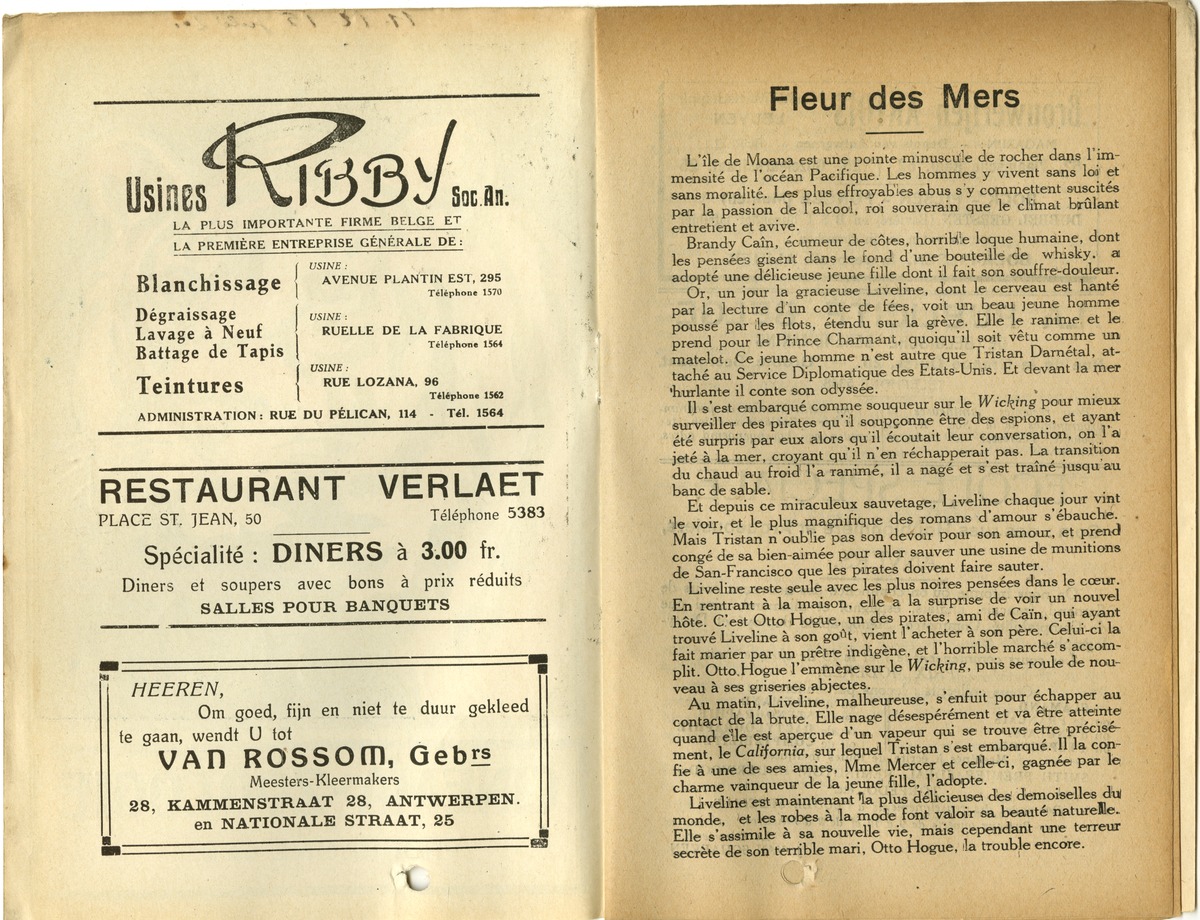 Usines RIBBY Soc. An.
LA PLUS IMPORTANTE FIRME BELGE ET
LA PREMIÈRE ENTREPRISE GÉNÉRALE DE :
Blanchissage
USINE :
AVENUE PLANTIN EST, 295
Téléphone 1570
Dégraissage
Lavage à Neuf
Battage de Tapis
USINE :
RUELLE DE LA FABRIQUE
Téléphone 1564
Teintures
USINE :
RUE LOZANA, 96
Téléphone 1562
ADMINISTRATION : RUE DU PÉLICAN, 114 - Tél. 1564
RESTAURANT VERLAET
PLACE ST. JEAN, 50 Téléphone 5383
Spécialité : DINERS à 3.00 fr.
Diners et soupers avec bons à prix réduits
SALLES POUR BANQUETS
HEEREN,
Om goed, fijn en niet te duur gekleed
te gaan, wendt U tot
VAN ROSSOM, Gebrs
Meesters-Kleermakers
28, KAMMENSTRAAT 28, ANTWERPEN.
en NATIONALE STRAAT, 25
Fleur des Mers
L'île de Moana est une pointe minuscule de rocher dans l'im-
mensité de l'océan Pacifique. Les hommes y vivent sans loi et
sans moralité. Les plus effroyables abus s'y commettent suscités
par la passion de l'alcool, roi souverain que le climat brûlant
entretient et avive.
Brandy Caîn, écumeur de côtes, horrible loque humaine, dont
les pensées gisent dans le fond d'une bouteille de whisky, a
adopté une délicieuse jeune fille dont il fait son souffre-douleur.
Or, un jour la gracieuse Liveline, dont le cerveau est hanté
par la lecture d'un conte de fées, voit un beau jeune homme
poussé par les flots, étendu sur la grève. Elle le ranime et le
prend pour le Prince Charmant, quoiqu'il soit vêtu comme un
matelot. Ce jeune homme n'est autre que Tristan Darnétal, at-
taché au Service Diplomatique des Etats-Unis. Et devant la mer
hurlante il conte son odyssée.
Il s'est embarqué comme souqueur sur le Wicking pour mieux
surveiller des pirates qu'il soupçonne être des espions, et ayant
été surpris par eux alors qu'il écoutait leur conversation, on l'a
jeté à la mer, croyant qu'il n'en réchapperait pas. La transition
du chaud au froid l'a ranimé, il a nagé et s'est traîné jusqu'au
banc de sable.
Et depuis ce miraculeux sauvetage, Liveline chaque jour vint
le voir, et le plus magnifique des romans d'amour s'ébauche.
Mais Tristan n'oublie pas son devoir pour son amour, et prend
congé de sa bien-aimée pour aller sauver une usine de munitions
de San-Francisco que les pirates doivent faire sauter.
Liveline reste seule avec les plus noires pensées dans le cœur.
En rentrant à la maison, elle a la surprise de voir un nouvel
hôte. C'est Otto Hogue, un des pirates, ami de Caïn, qui ayant
trouvé Liveline à son goût, vient l'acheter à son père. Celui-ci la
fait marier par un prêtre indigène, et l'horrible marché s'accom-
plit. Otto.Hogue l'emmène sur le Wicking, puis se roule de nou-
veau à ses griseries abjectes.
Au matin, Liveline, malheureuse, s'enfuit pour échapper au
contact de la brute. Elle nage désespérément et va être atteinte
quand elle est aperçue d'un vapeur qui se trouve être précisé-
ment, le California, sur lequel Tristan s'est embarqué. Il la con-
fie à une de ses amies, Mme Mercer et celle-ci, gagnée par le
charme vainqueur de la jeune fille, l'adopte.
Liveline est maintenant la plus délicieuse des demoiselles du
monde, et les robes à la mode font valoir sa beauté naturelle.
Elle s'assimile à sa nouvelle vie, mais cependant une terreur
secrète de son terrible mari, Otto Hogue, la trouble encore.